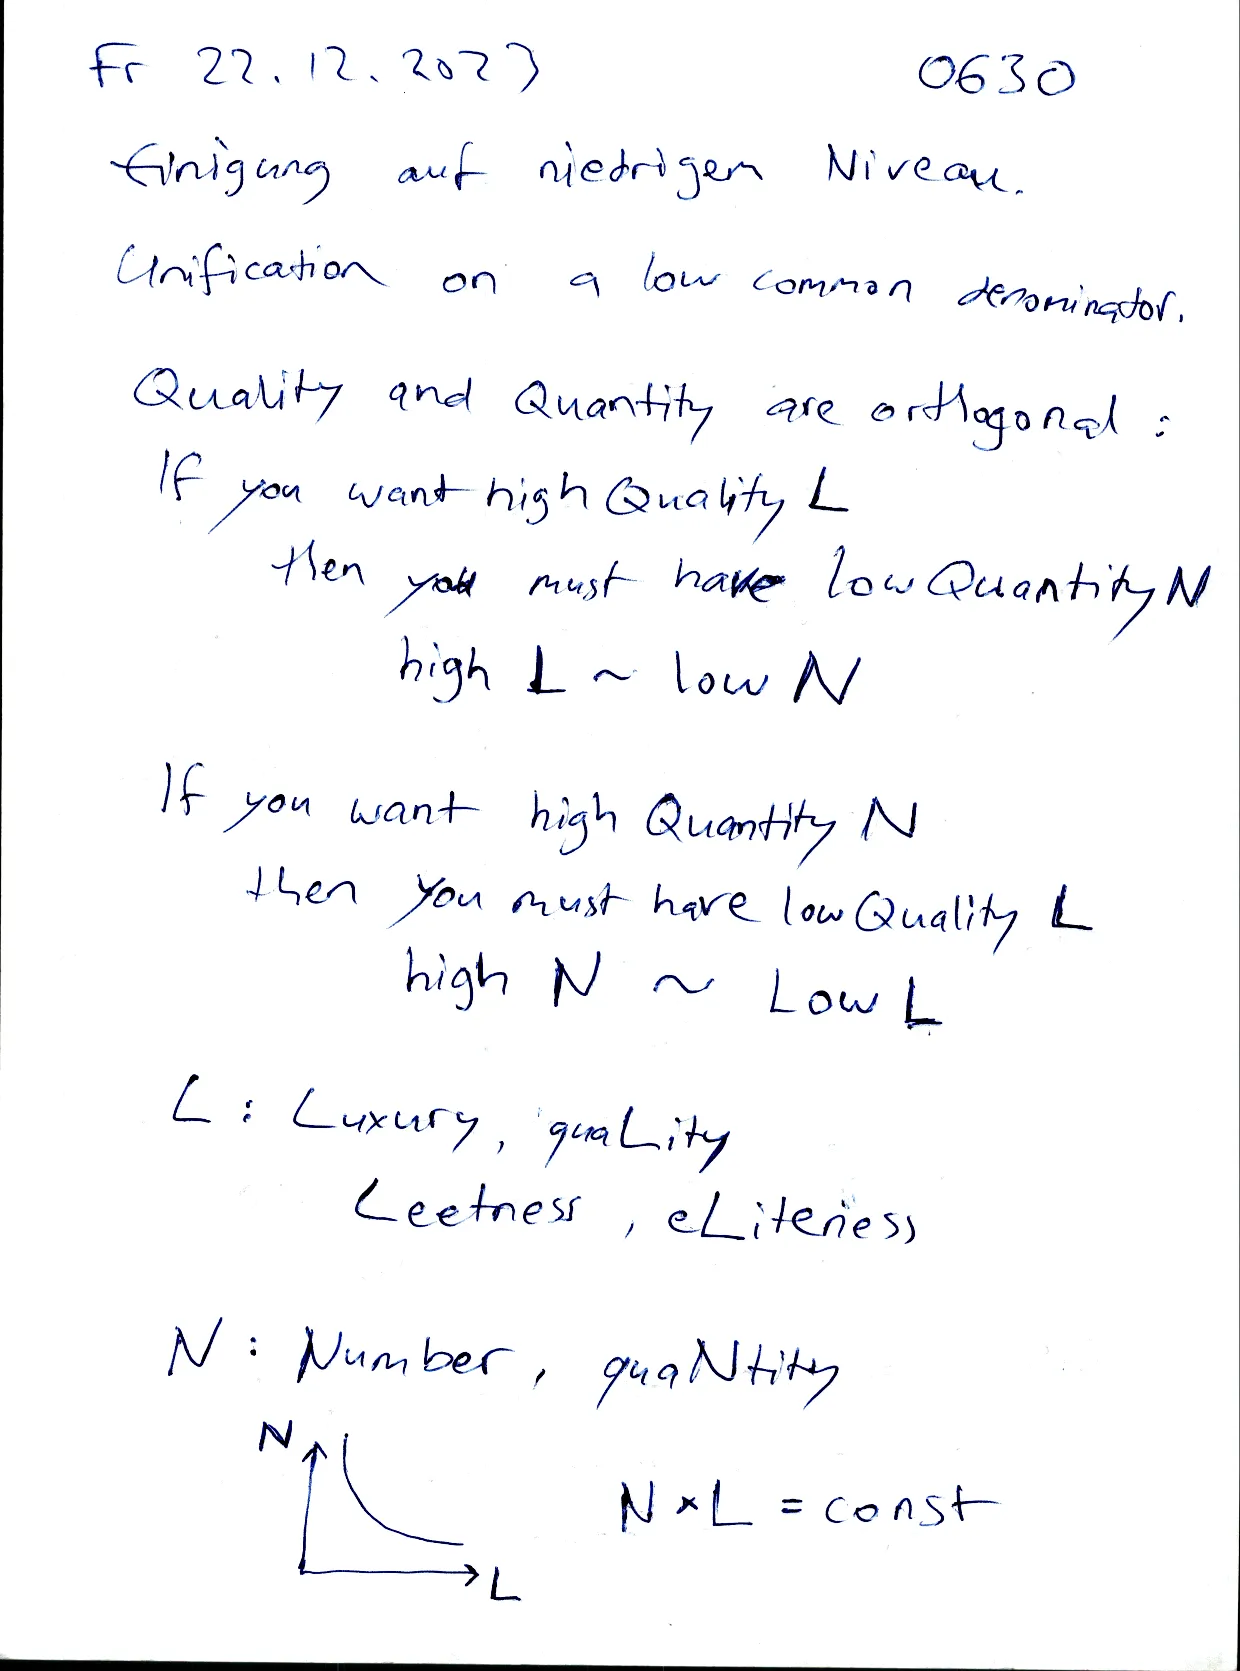 Fr 22.12.2023 0630
Einigung auf niedrigem Niveau.
Unification on a low common denominator.
Quality and Quantity are orthogonal :
If you want high Quality L
then you must have low Quantity N
high L ~ low N
If you want high Quantity N
then you must have low Quality L
high N ~ Low L
L : Luxury, quaLity
Leetness , eLiteness
N : Number, quaNtity
N
N × L = const
L